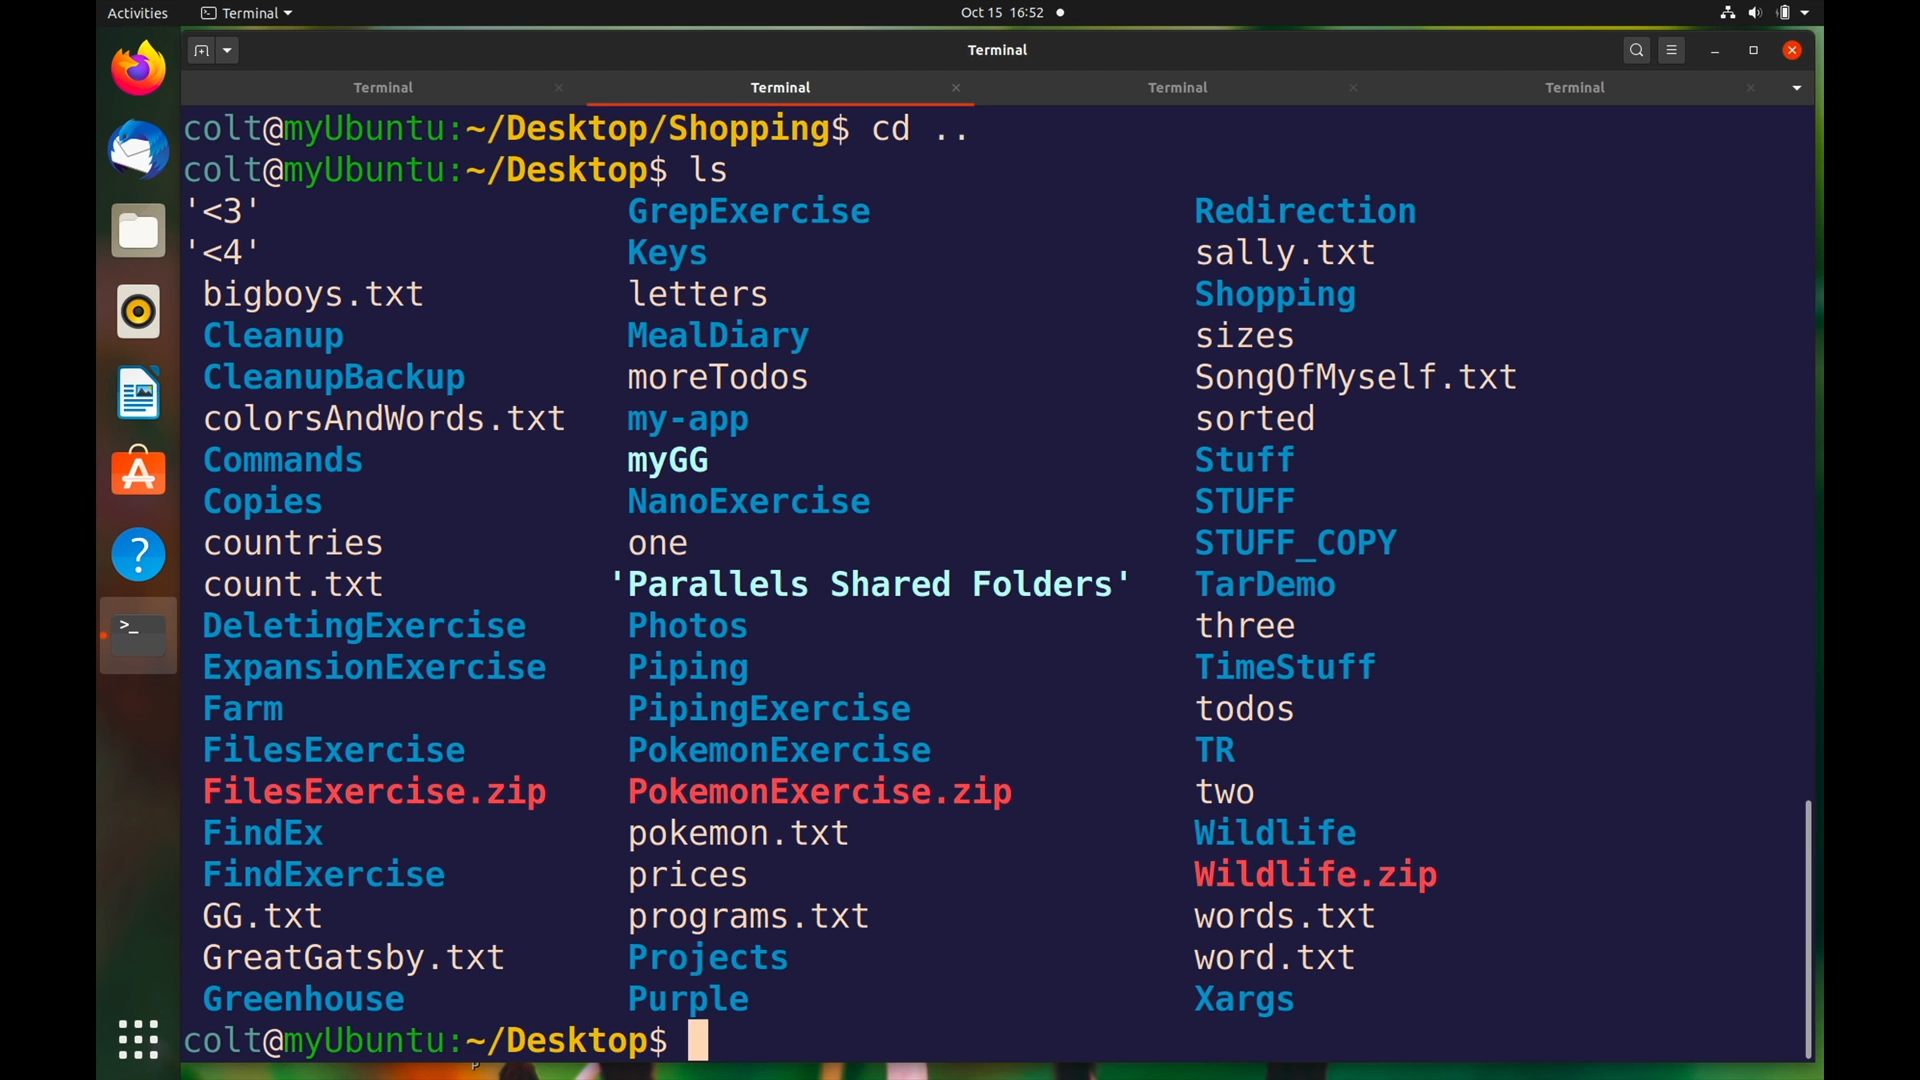 Activities Terminal Oct 15 16:52
Terminal
Terminal Terminal Terminal Terminal
colt@myUbuntu:~/Desktop/Shopping$ cd ..
colt@myUbuntu:~/Desktop$ ls
'<3' GrepExercise Redirection
'<4' Keys sally.txt
bigboys.txt letters Shopping
Cleanup MealDiary sizes
CleanupBackup moreTodos SongOfMyself.txt
colorsAndWords.txt my-app sorted
Commands myGG Stuff
Copies NanoExercise STUFF
countries one STUFF_COPY
count.txt 'Parallels Shared Folders' TarDemo
DeletingExercise Photos three
ExpansionExercise Piping TimeStuff
Farm PipingExercise todos
FilesExercise PokemonExercise TR
FilesExercise.zip PokemonExercise.zip two
FindEx pokemon.txt Wildlife
FindExercise prices Wildlife.zip
GG.txt programs.txt words.txt
GreatGatsby.txt Projects word.txt
Greenhouse Purple Xargs
colt@myUbuntu:~/Desktop$